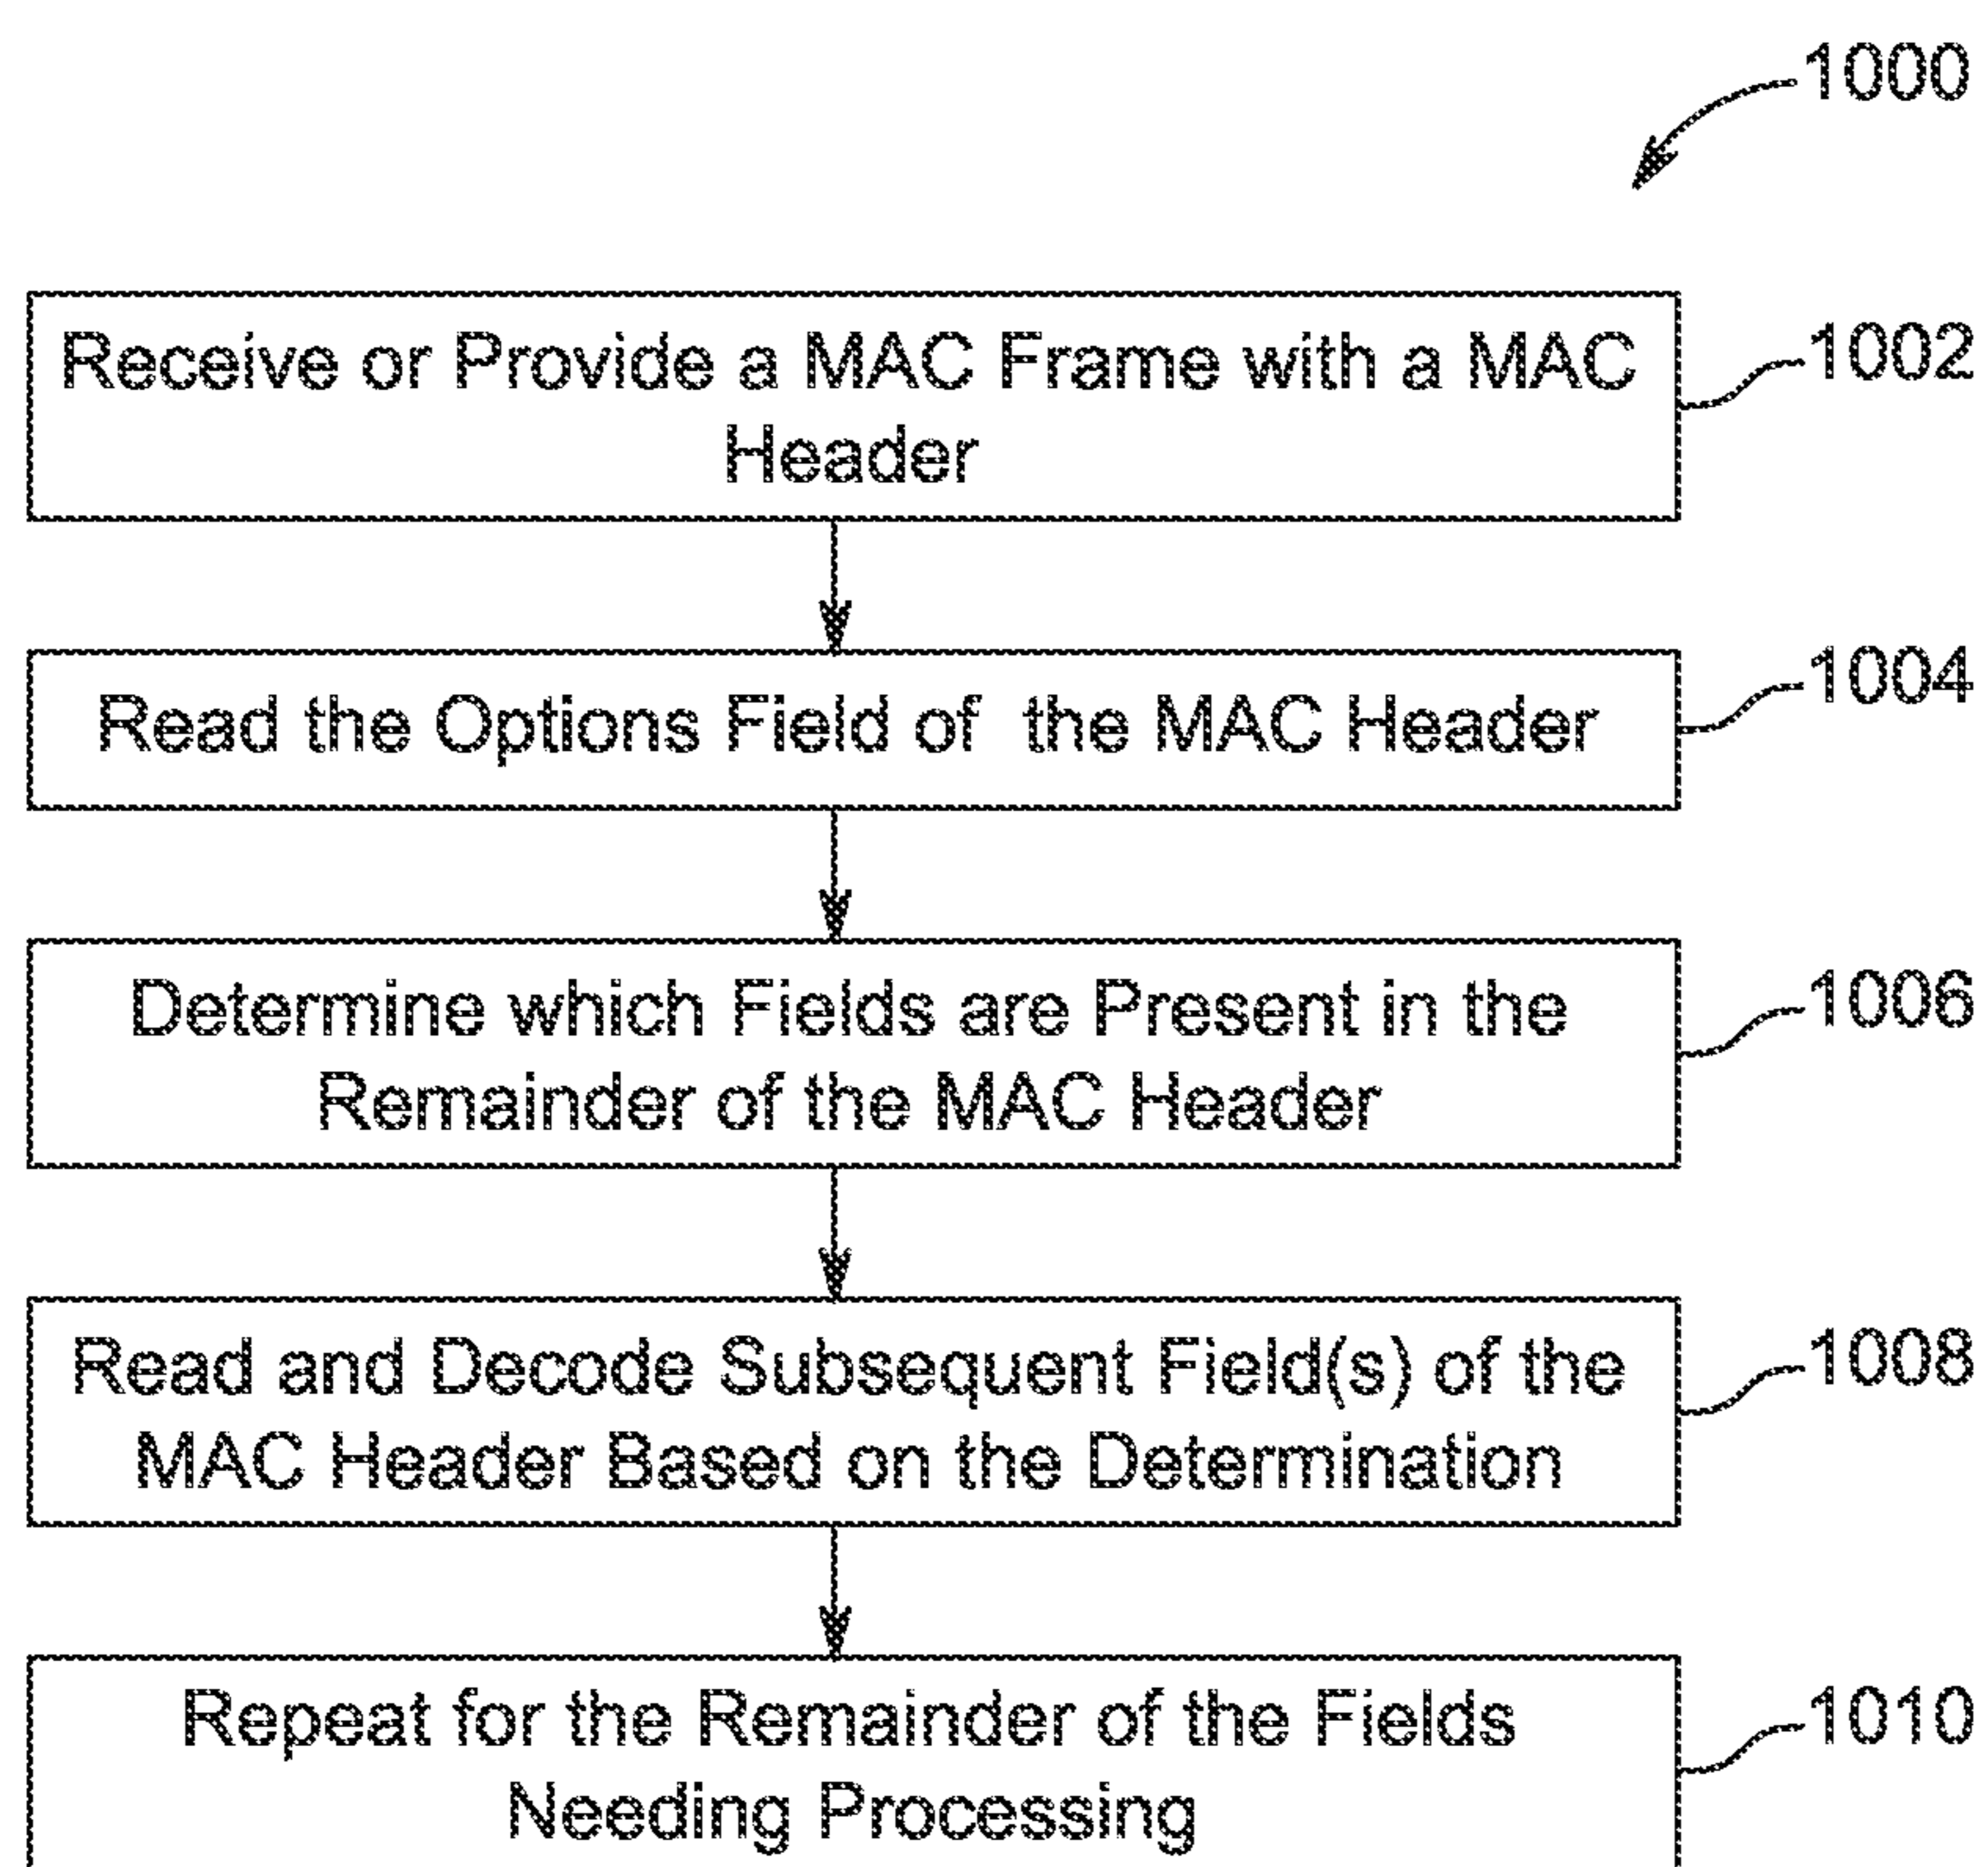 1000
Receive or Provide a MAC Frame with a MAC
Header
1002
Read the Options Field of the MAC Header
1004
Determine which Fields are Present in the
Remainder of the MAC Header
1006
Read and Decode Subsequent Field(s) of the
MAC Header Based on the Determination
1008
Repeat for the Remainder of the Fields
Needing Processing
1010